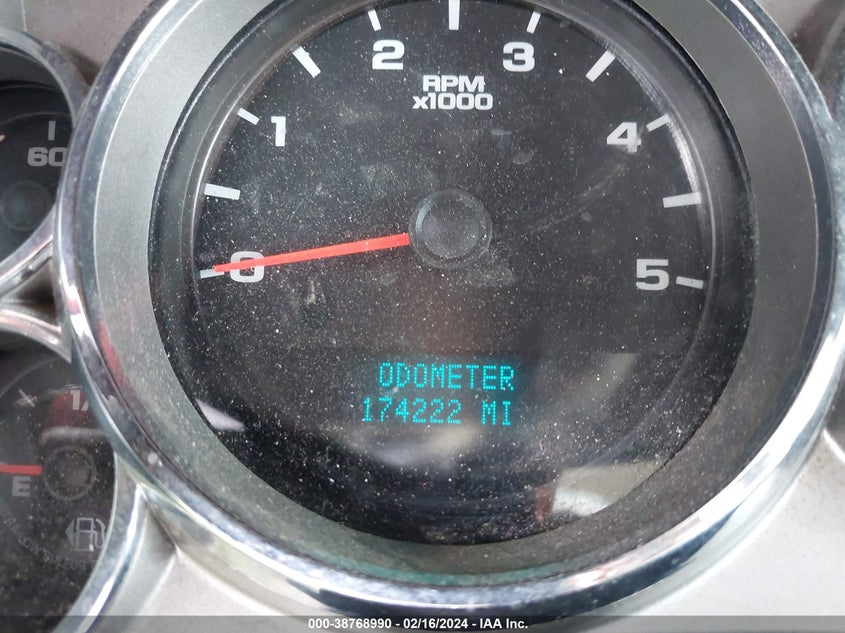 2 3
RPM
x1000
1 4
60
0 5
ODOMETER
174222 MI
1/
E
000-38768990 - 02/16/2024 - IAA Inc.